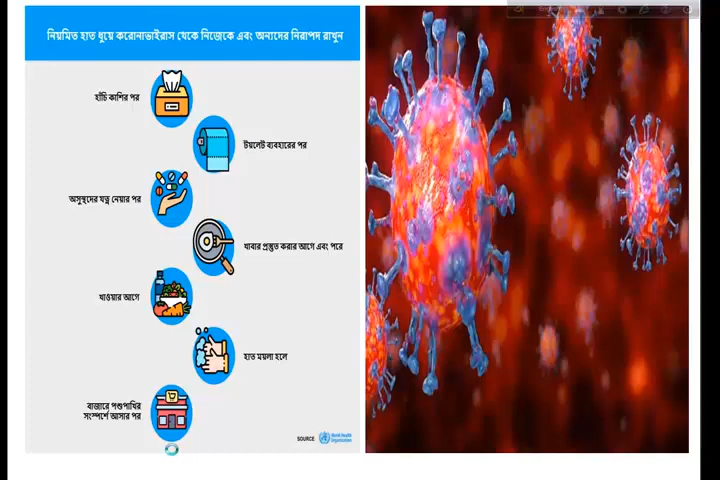 নিয়মিত হাত ধুয়ে করোনাভাইরাস থেকে নিজেকে এবং অন্যদের নিরাপদ রাখুন
হাঁচি কাশির পর
টয়লেট ব্যবহারের পর
অসুস্থদের যত্ন নেয়ার পর
খাবার প্রস্তুত করার আগে এবং পরে
খাওয়ার আগে
হাত ময়লা হলে
বাজারে পশুপাখির
সংস্পর্শে আসার পর
SOURCE
World Health
Organization